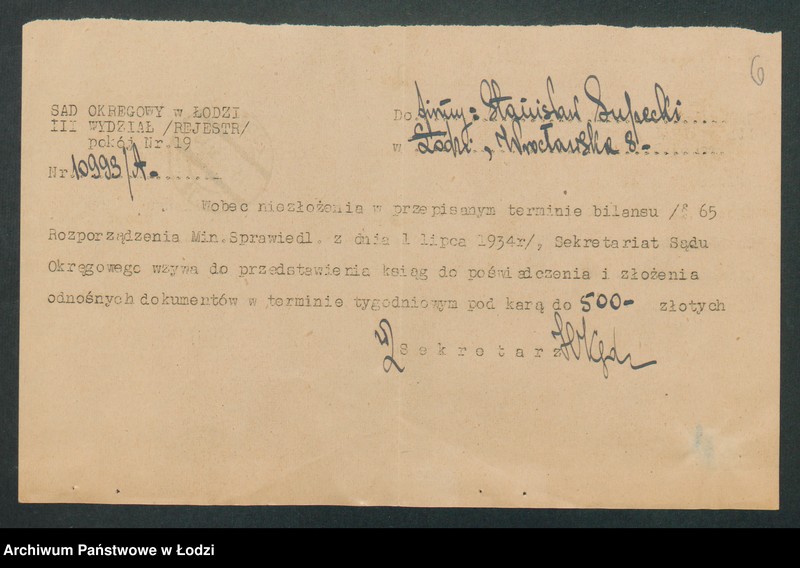 6
SAD OKRĘGOWY w ŁODZI
III WYDZIAŁ /REJESTR/
pokój Nr.19
Nr 10993/A-
Do firmy: Stanisław
w Łodzi, Wrocławska 8-
Wobec niezłożenia w przepisanym terminie bilansu /§ 65
Rozporządzenia Min.Sprawiedl. z dnia 1 lipca 1934r/, Sekretariat Sądu
Okręgowego wzywa do przedstawienia ksiąg do poświadczenia i złożenia
odnośnych dokumentów w terminie tygodniowym pod karą do 500- złotych
Sekretarz
Archiwum Państwowe w Łodzi